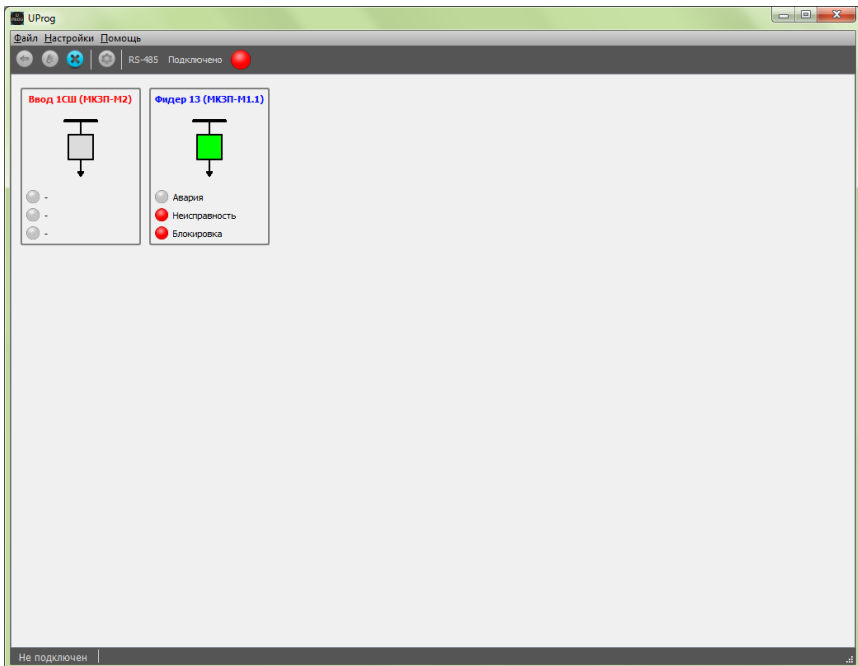 UProg
Файл Настройки Помощь
RS-485 Подключено
Ввод 1СШ (МКЗП-М2)
-
-
-
Фидер 13 (МКЗП-М1.1)
Авария
Неисправность
Блокировка
Не подключен